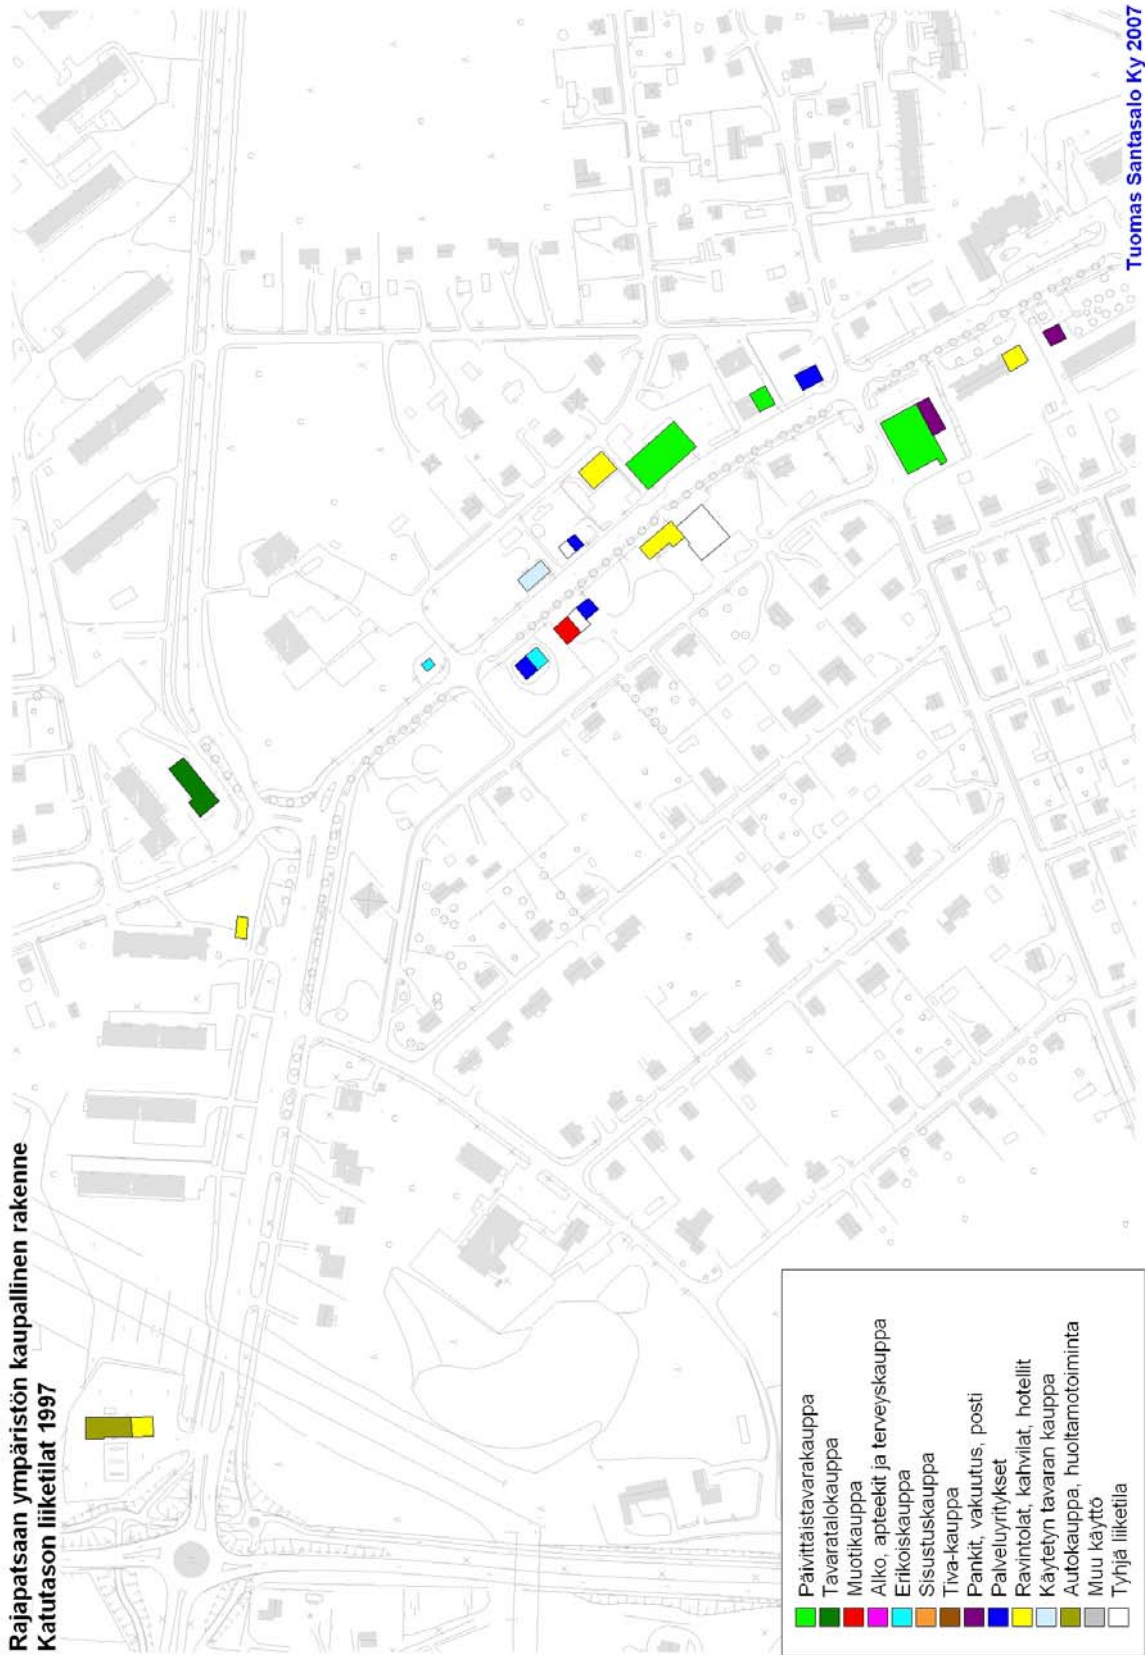 Rajapatsaan ympäristön kaupallinen rakenne
Katutason liiketilat 1997
Päivittäistavarakauppa
Tavaratalokauppa
Muotikauppa
Alko, apteekit ja terveyskauppa
Erikoiskauppa
Sisustuskauppa
Tiva-kauppa
Pankit, vakuutus, posti
Palveluyritykset
Ravintolat, kahvilat, hotellit
Käytetyn tavaran kauppa
Autokauppa, huoltamotoiminta
Muu käyttö
Tyhjä liiketila
Tuomas Santasalo Ky 2007